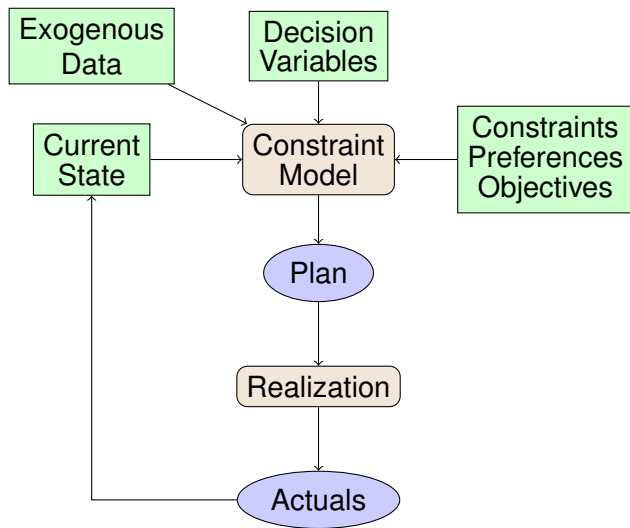 Exogenous
Data
Decision
Variables
Current
State
Constraint
Model
Constraints
Preferences
Objectives
Plan
Realization
Actuals